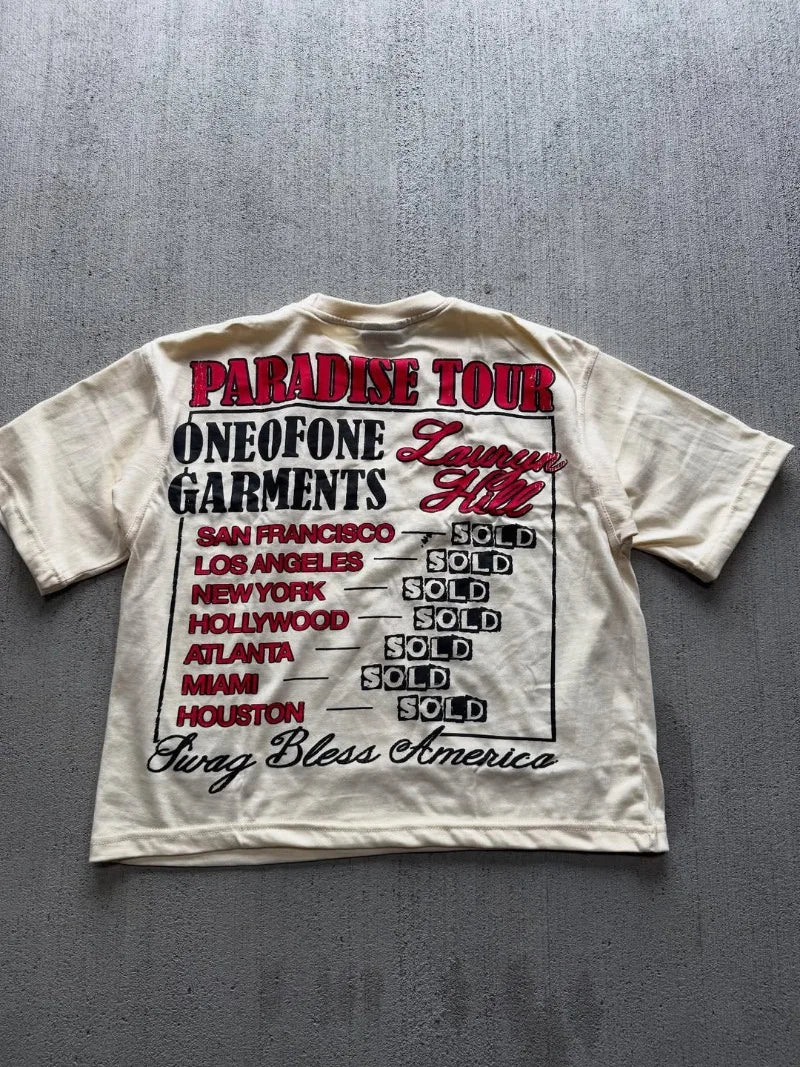 PARADISE TOUR
ONEOFONE Lauryn
GARMENTS Hill
SAN FRANCISCO — SOLD
LOS ANGELES — SOLD
NEW YORK — SOLD
HOLLYWOOD — SOLD
ATLANTA — SOLD
MIAMI — SOLD
HOUSTON — SOLD
Swag Bless America